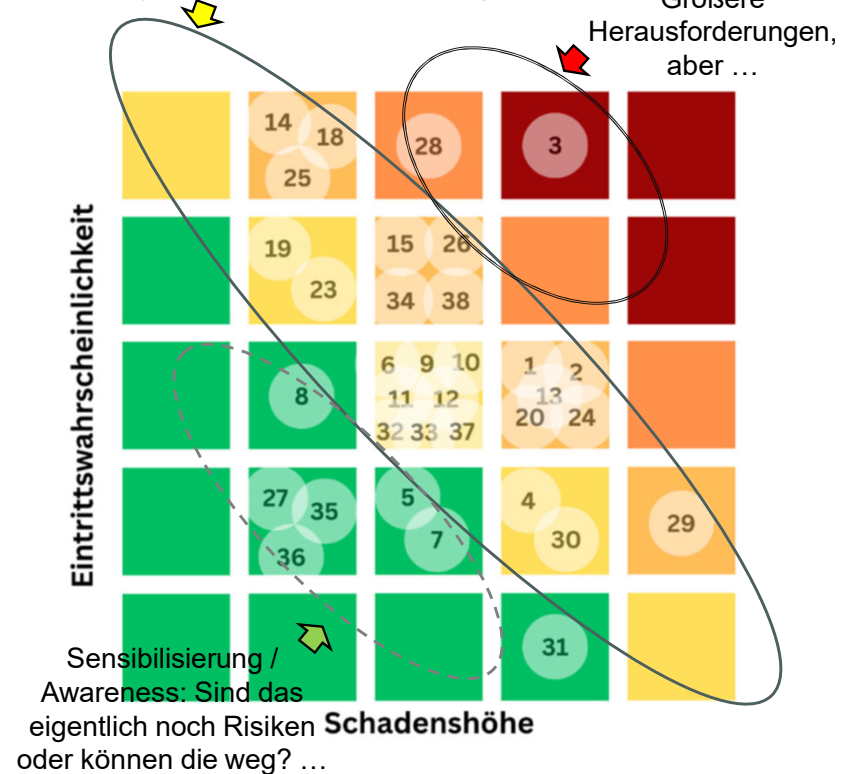 Größere
Herausforderungen,
aber …
14
18
25
28
3
19
23
15 26
34 38
8
6 9 10
11 12
32 33 37
1 2
13
20 24
27
35
36
5
7
4
30
29
31
Eintrittswahrscheinlichkeit
Sensibilisierung /
Awareness: Sind das
eigentlich noch Risiken
oder können die weg? …
Schadenshöhe